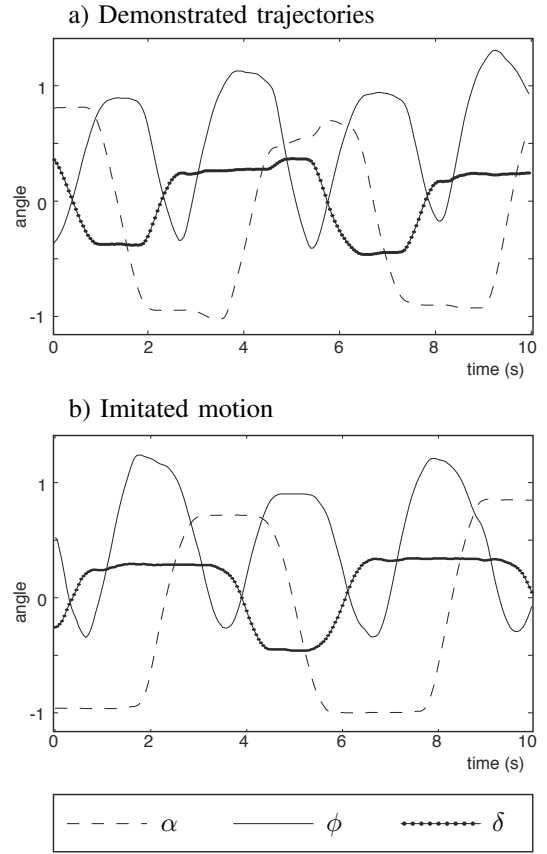 a) Demonstrated trajectories
1
angle
0
-1
0 2 4 6 8 10
time (s)
b) Imitated motion
1
angle
0
-1
0 2 4 6 8 10
time (s)
α ϕ δ